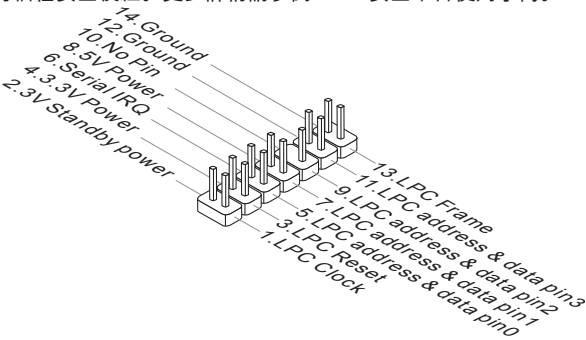 14.Ground
12.Ground
10.No Pin
8.5V Power
6.Serial IRQ
4.3.3V Power
2.3V Standby power
13.LPC Frame
11.LPC address & data pin3
9.LPC address & data pin2
7.LPC address & data pin1
5.LPC address & data pin0
3.LPC Reset
1.LPC Clock